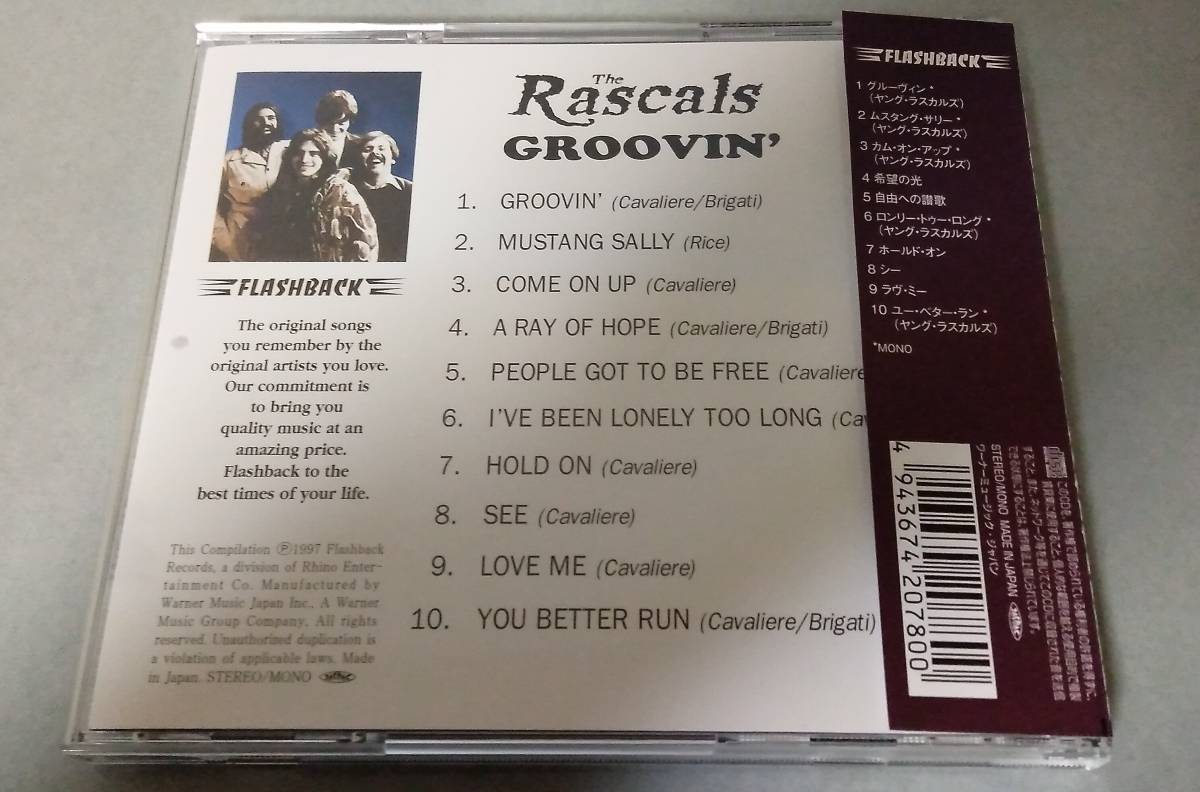 The
Rascals
GROOVIN'
1. GROOVIN' (Cavaliere/Brigati)
2. MUSTANG SALLY (Rice)
3. COME ON UP (Cavaliere)
4. A RAY OF HOPE (Cavaliere/Brigati)
5. PEOPLE GOT TO BE FREE (Cavaliere
6. I'VE BEEN LONELY TOO LONG (Ca
7. HOLD ON (Cavaliere)
8. SEE (Cavaliere)
9. LOVE ME (Cavaliere)
10. YOU BETTER RUN (Cavaliere/Brigati)
FLASHBACK
The original songs
you remember by the
original artists you love.
Our commitment is
to bring you
quality music at an
amazing price.
Flashback to the
best times of your life.
This Compilation ℗1997 Flashback
Records, a division of Rhino Enter-
tainment Co. Manufactured by
Warner Music Japan Inc., A Warner
Music Group Company. All rights
reserved. Unauthorized duplication is
a violation of applicable laws. Made
in Japan. STEREO/MONO
FLASHBACK
1 グルーヴィン*
(ヤング・ラスカルズ)
2 ムスタング・サリー*
(ヤング・ラスカルズ)
3 カム・オン・アップ*
(ヤング・ラスカルズ)
4 希望の光
5 自由への讃歌
6 ロンリー・トゥー・ロング*
(ヤング・ラスカルズ)
7 ホールド・オン
8 シー
9 ラヴ・ミー
10 ユー・ベター・ラン*
(ヤング・ラスカルズ)
*MONO
STEREO/MONO MADE IN JAPAN
ワーナーミュージック・ジャパン
4 943674 207800